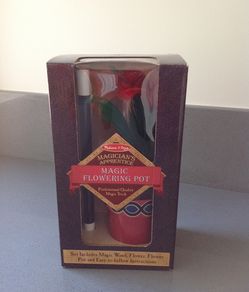 Melissa & Doug
MAGICIAN'S
APPRENTICE
MAGIC
FLOWERING POT
Professional Quality
Magic Trick
Set Includes Magic Wand, Flower, Flower
Pot and Easy-to-follow Instructions